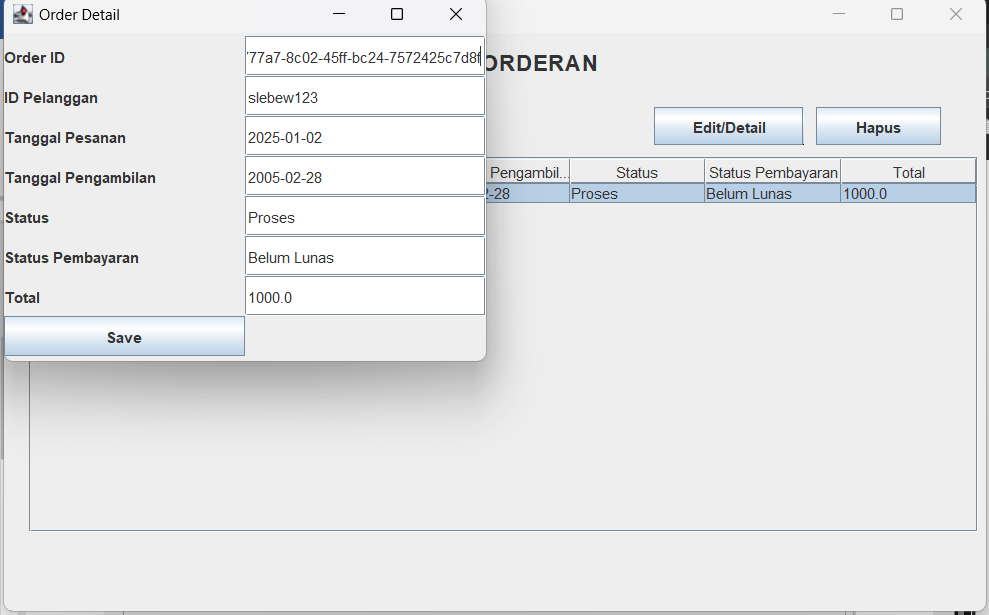 Order Detail
ORDERAN
Order ID
77a7-8c02-45ff-bc24-7572425c7d8f
ID Pelanggan
slebew123
Tanggal Pesanan
2025-01-02
Tanggal Pengambilan
2005-02-28
Status
Proses
Status Pembayaran
Belum Lunas
Total
1000.0
Save
Edit/Detail
Hapus
Pengambil... Status Status Pembayaran Total
2-28 Proses Belum Lunas 1000.0